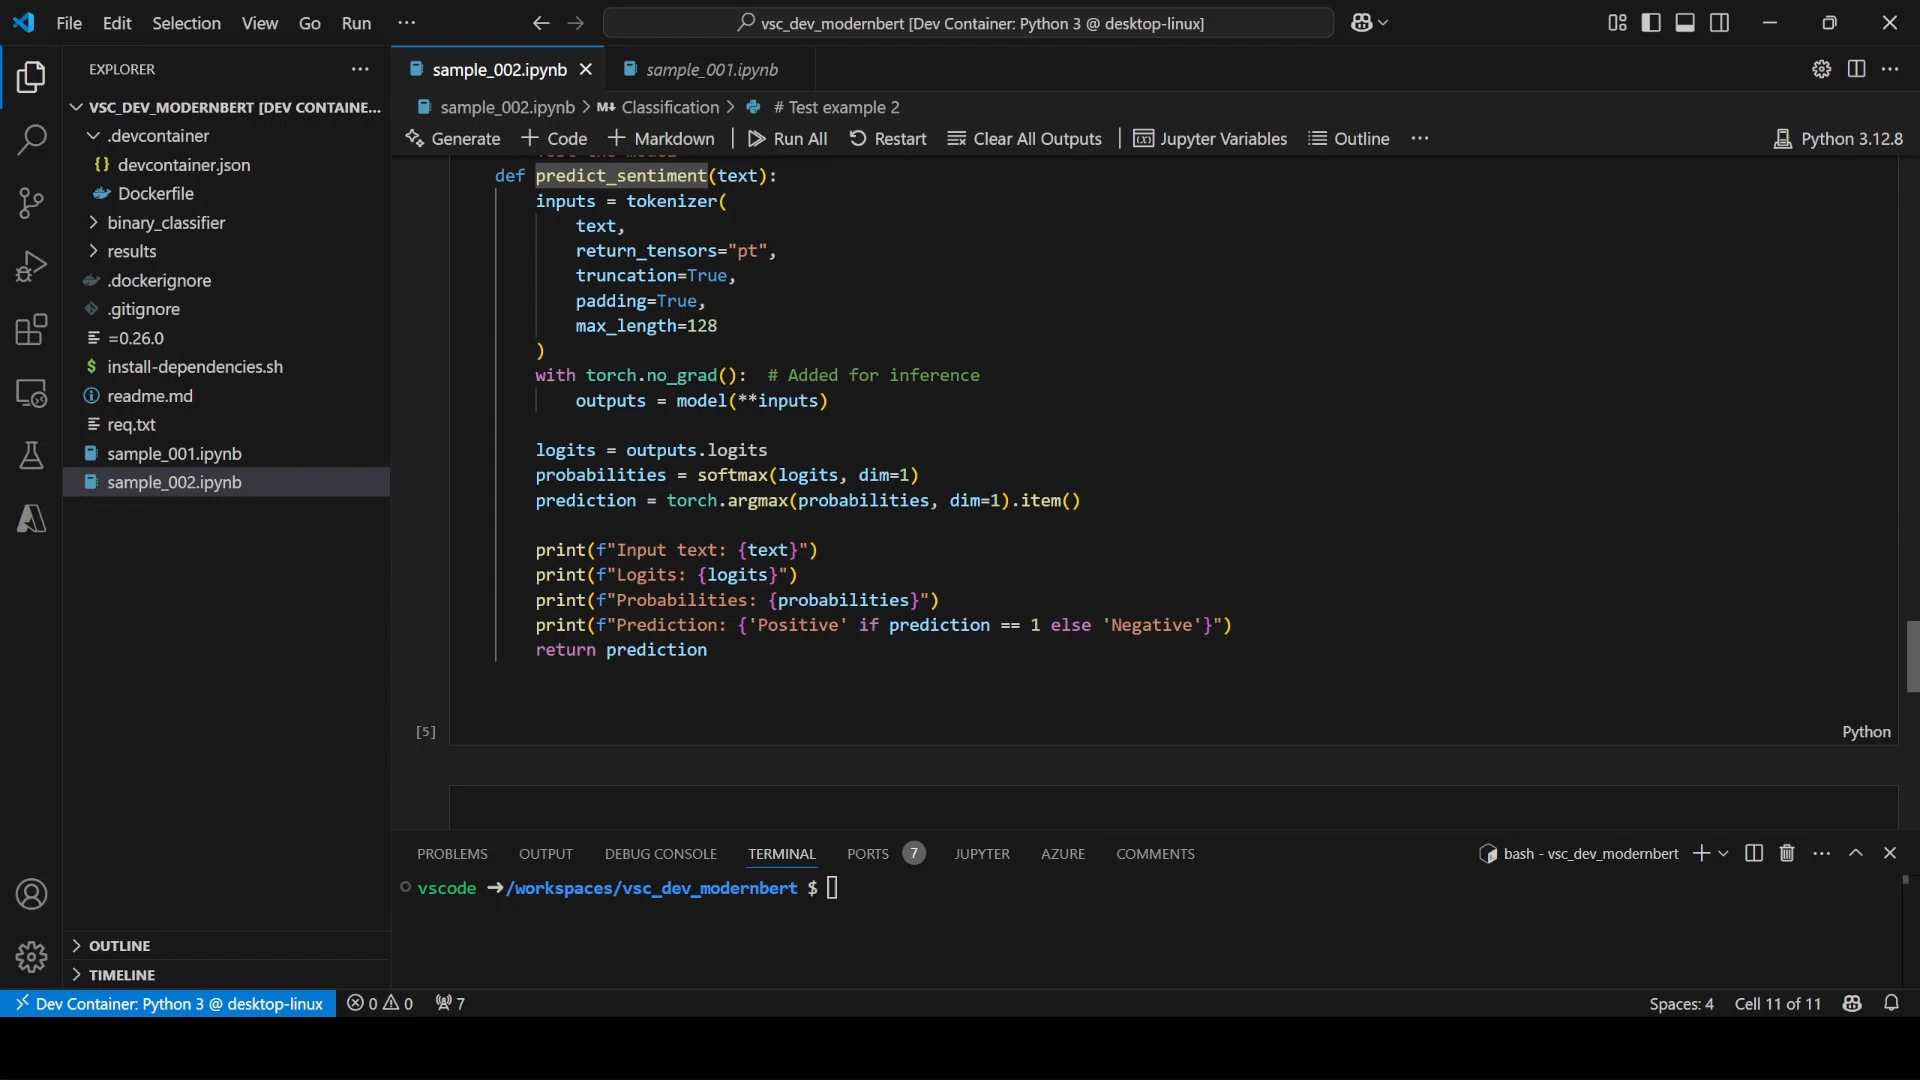 File Edit Selection View Go Run ··· vsc_dev_modernbert [Dev Container: Python 3 @ desktop-linux]
EXPLORER
VSC_DEV_MODERNBERT [DEV CONTAINE...
.devcontainer
devcontainer.json
Dockerfile
binary_classifier
results
.dockerignore
.gitignore
=0.26.0
install-dependencies.sh
readme.md
req.txt
sample_001.ipynb
sample_002.ipynb
OUTLINE
TIMELINE
sample_002.ipynb sample_001.ipynb
sample_002.ipynb > M↓ Classification > # Test example 2
Generate + Code + Markdown | Run All Restart Clear All Outputs | Jupyter Variables Outline ··· Python 3.12.8
def predict_sentiment(text):
inputs = tokenizer(
text,
return_tensors="pt",
truncation=True,
padding=True,
max_length=128
)
with torch.no_grad():  # Added for inference
outputs = model(**inputs)
logits = outputs.logits
probabilities = softmax(logits, dim=1)
prediction = torch.argmax(probabilities, dim=1).item()
print(f"Input text: {text}")
print(f"Logits: {logits}")
print(f"Probabilities: {probabilities}")
print(f"Prediction: {'Positive' if prediction == 1 else 'Negative'}")
return prediction
[5] Python
PROBLEMS OUTPUT DEBUG CONSOLE TERMINAL PORTS 7 JUPYTER AZURE COMMENTS bash - vsc_dev_modernbert
vscode ➜/workspaces/vsc_dev_modernbert $
Dev Container: Python 3 @ desktop-linux 0 0 7 Spaces: 4 Cell 11 of 11